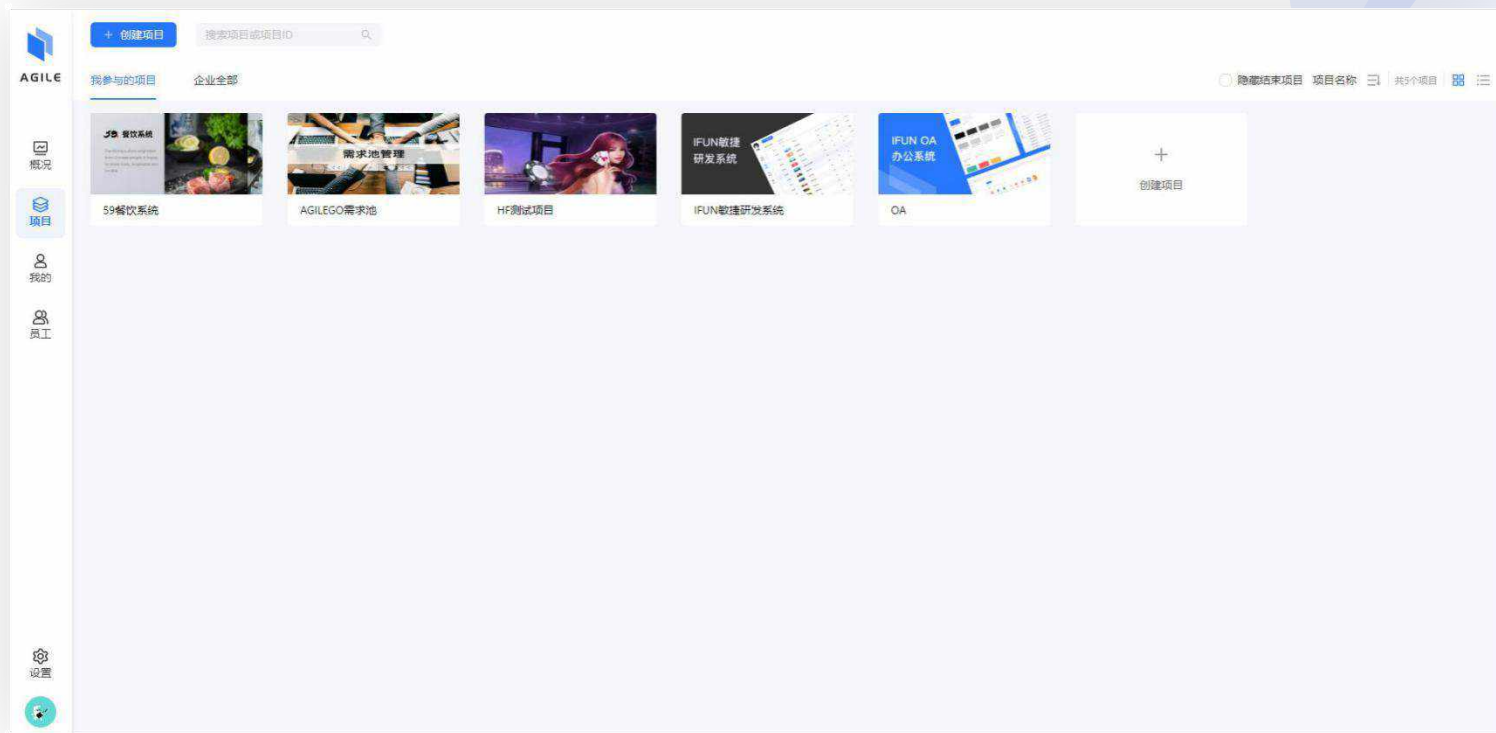 AGILE
+ 创建项目
搜索项目或项目ID
我参与的项目
企业全部
隐藏结束项目
项目名称
共5个项目
概况
项目
我的
员工
设置
59 餐饮系统
59餐饮系统
需求池管理
AGILEGO需求池
HF测试项目
IFUN敏捷
研发系统
IFUN敏捷研发系统
IFUN OA
办公系统
OA
+
创建项目